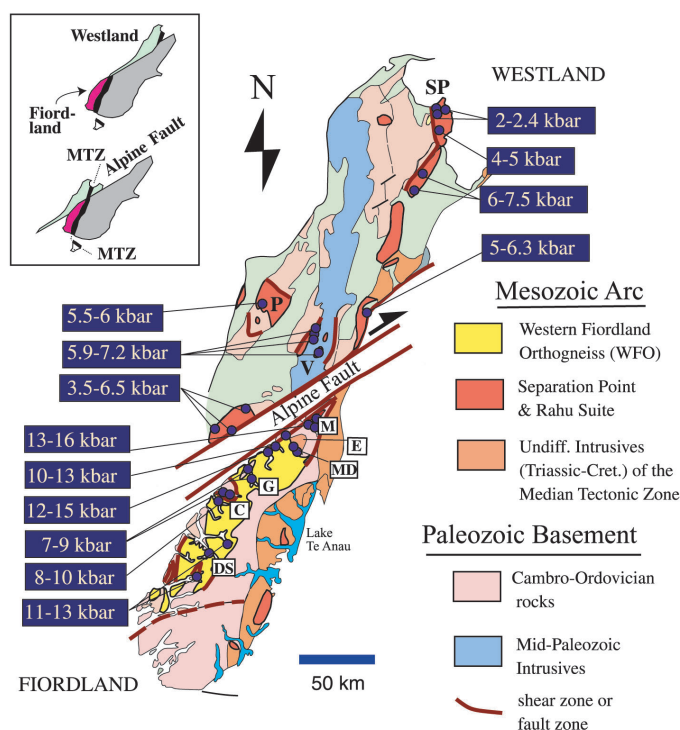 Westland
Fiord-
land
Alpine Fault
MTZ
MTZ
N
SP
WESTLAND
2-2.4 kbar
4-5 kbar
6-7.5 kbar
5-6.3 kbar
P
5.5-6 kbar
5.9-7.2 kbar
V
3.5-6.5 kbar
Alpine Fault
13-16 kbar
M
10-13 kbar
E
MD
12-15 kbar
G
C
7-9 kbar
Lake
Te Anau
8-10 kbar
DS
11-13 kbar
FIORDLAND
50 km
Mesozoic Arc
Western Fiordland
Orthogneiss (WFO)
Separation Point
& Rahu Suite
Undiff. Intrusives
(Triassic-Cret.) of the
Median Tectonic Zone
Paleozoic Basement
Cambro-Ordovician
rocks
Mid-Paleozoic
Intrusives
shear zone or
fault zone